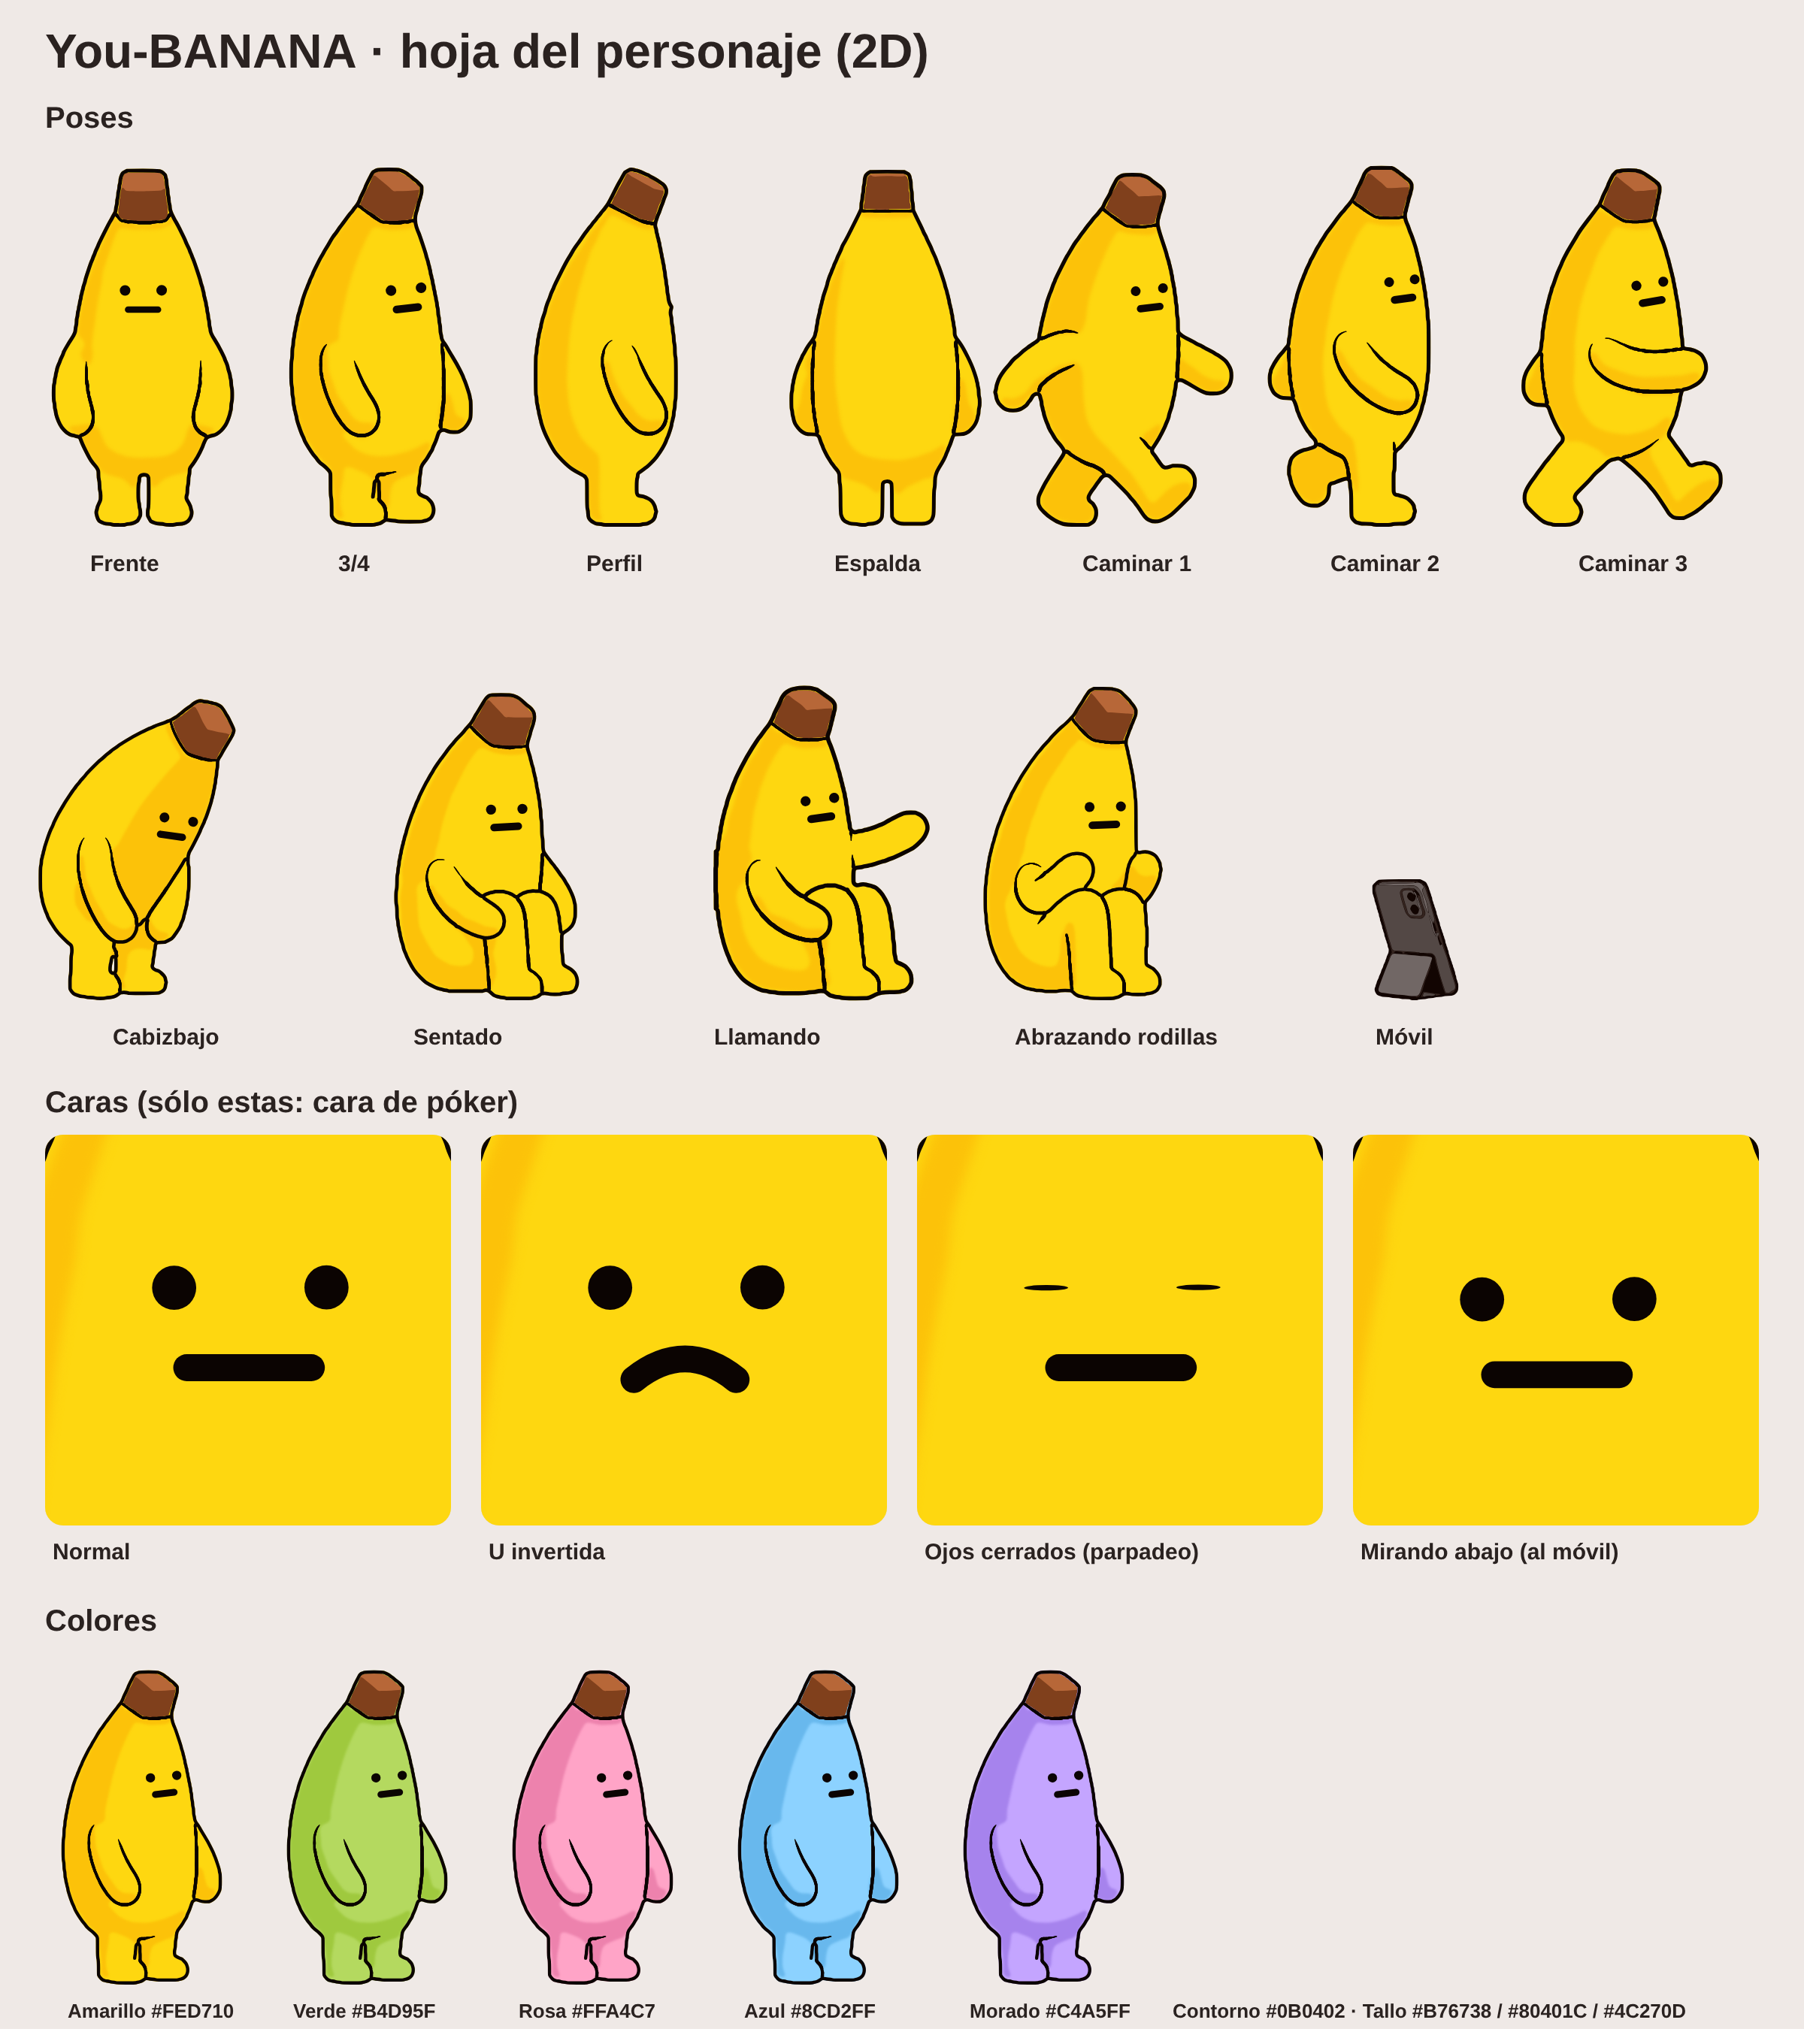 You-BANANA · hoja del personaje (2D)
Poses
Frente 3/4 Perfil Espalda Caminar 1 Caminar 2 Caminar 3
Cabizbajo Sentado Llamando Abrazando rodillas Móvil
Caras (sólo estas: cara de póker)
Normal U invertida Ojos cerrados (parpadeo) Mirando abajo (al móvil)
Colores
Amarillo #FED710 Verde #B4D95F Rosa #FFA4C7 Azul #8CD2FF Morado #C4A5FF Contorno #0B0402 · Tallo #B76738 / #80401C / #4C270D